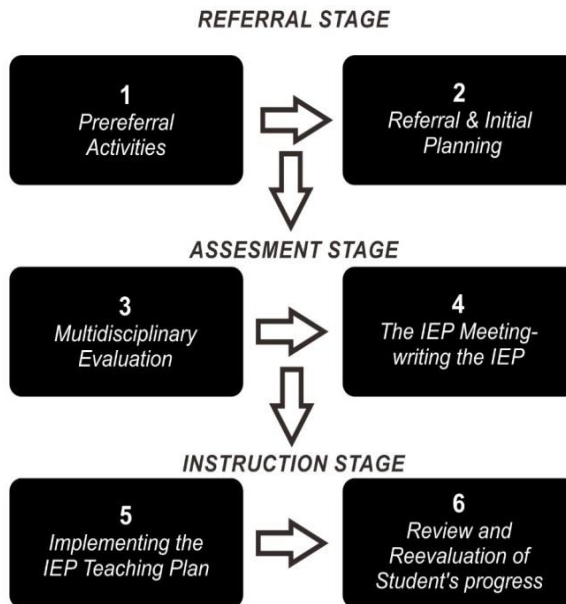 REFERRAL STAGE
1
Prereferral
Activities
2
Referral & Initial
Planning
ASSESMENT STAGE
3
Multidisciplinary
Evaluation
4
The IEP Meeting-
writing the IEP
INSTRUCTION STAGE
5
Implementing the
IEP Teaching Plan
6
Review and
Reevaluation of
Student's progress